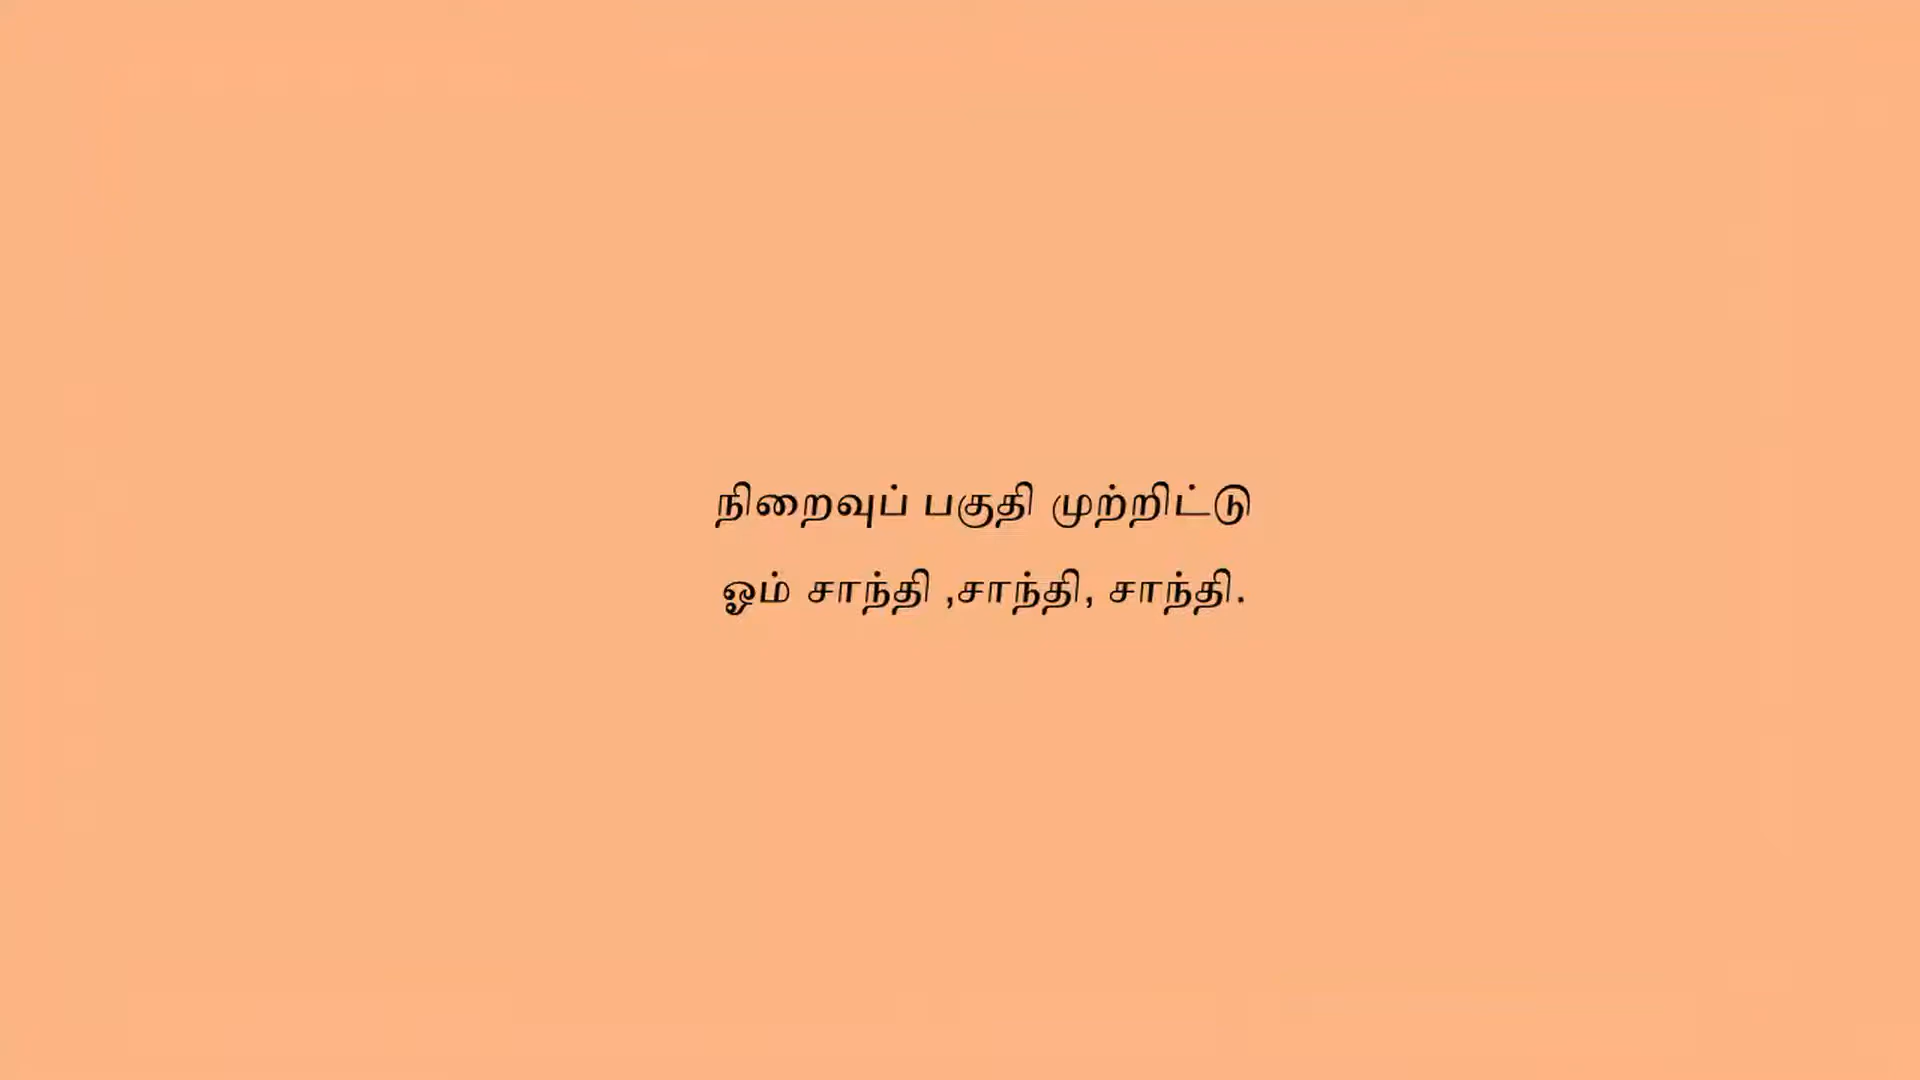 நிறைவுப் பகுதி முற்றிட்டு
ஓம் சாந்தி ,சாந்தி, சாந்தி.